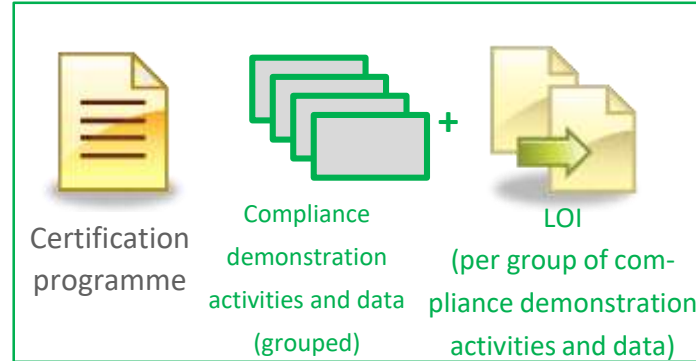 +
Certification
programme
Compliance
demonstration
activities and data
(grouped)
LOI
(per group of com-
pliance demonstration
activities and data)